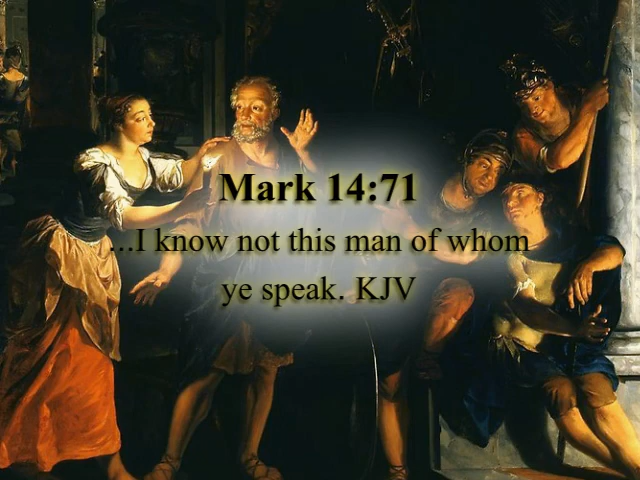 Mark 14:71
...I know not this man of whom
ye speak. KJV